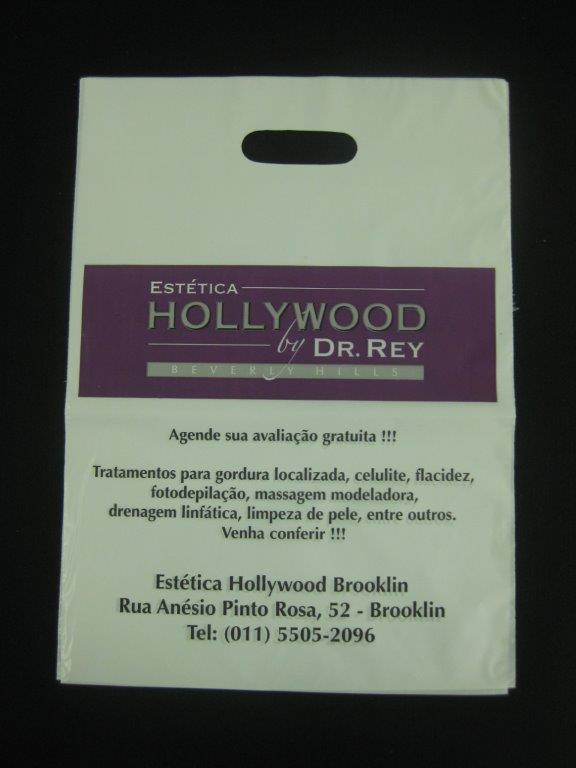 ESTÉTICA
HOLLYWOOD
by DR. REY
BEVERLY HILLS
Agende sua avaliação gratuita !!!
Tratamentos para gordura localizada, celulite, flacidez,
fotodepilação, massagem modeladora,
drenagem linfática, limpeza de pele, entre outros.
Venha conferir !!!
Estética Hollywood Brooklin
Rua Anésio Pinto Rosa, 52 - Brooklin
Tel: (011) 5505-2096